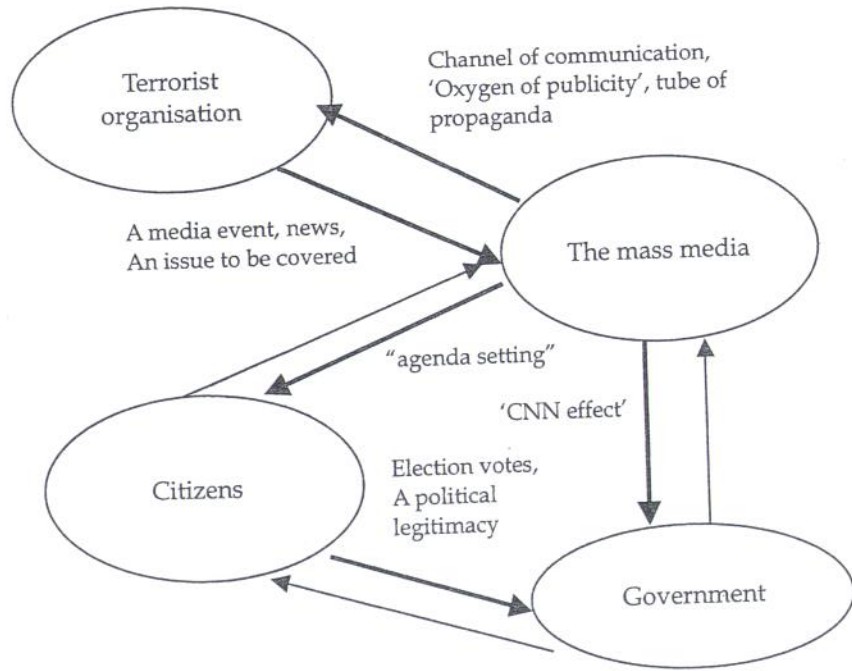 Terrorist
organisation
Channel of communication,
‘Oxygen of publicity’, tube of
propaganda
A media event, news,
An issue to be covered
The mass media
“agenda setting”
‘CNN effect’
Citizens
Election votes,
A political
legitimacy
Government